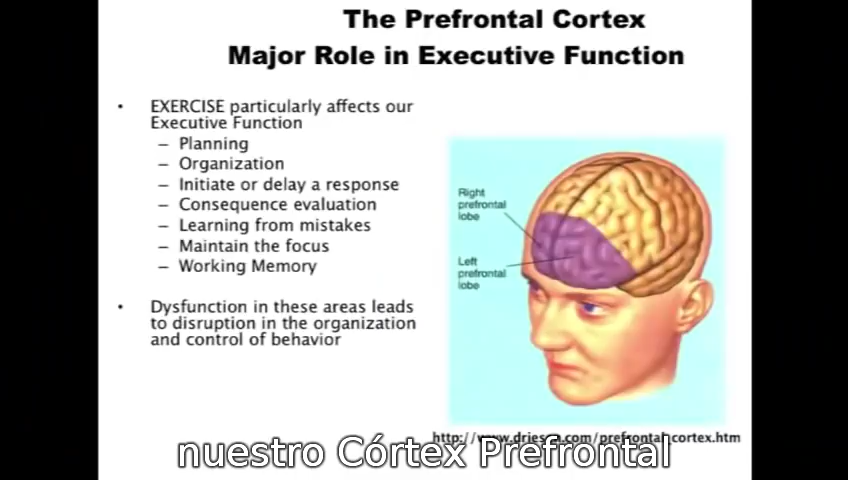 The Prefrontal Cortex
Major Role in Executive Function
• EXERCISE particularly affects our
Executive Function
– Planning
– Organization
– Initiate or delay a response
– Consequence evaluation
– Learning from mistakes
– Maintain the focus
– Working Memory
• Dysfunction in these areas leads
to disruption in the organization
and control of behavior
Right
prefrontal
lobe
Left
prefrontal
lobe
nuestro Córtex Prefrontal